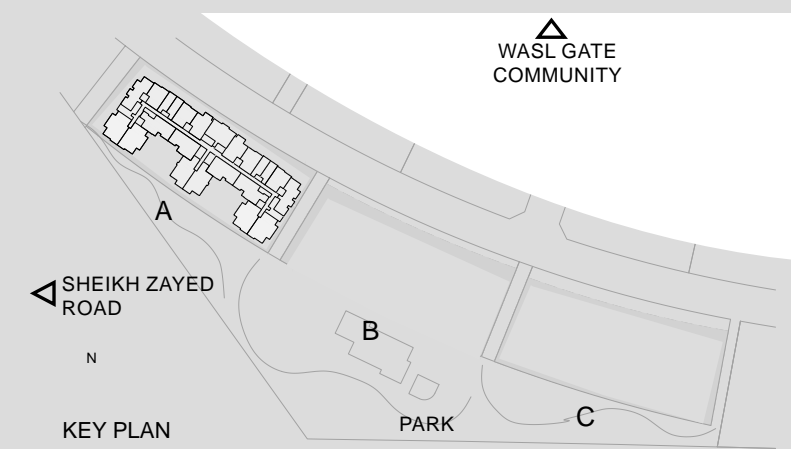 WASL GATE
COMMUNITY
A
SHEIKH ZAYED
ROAD
B
N
PARK
C
KEY PLAN